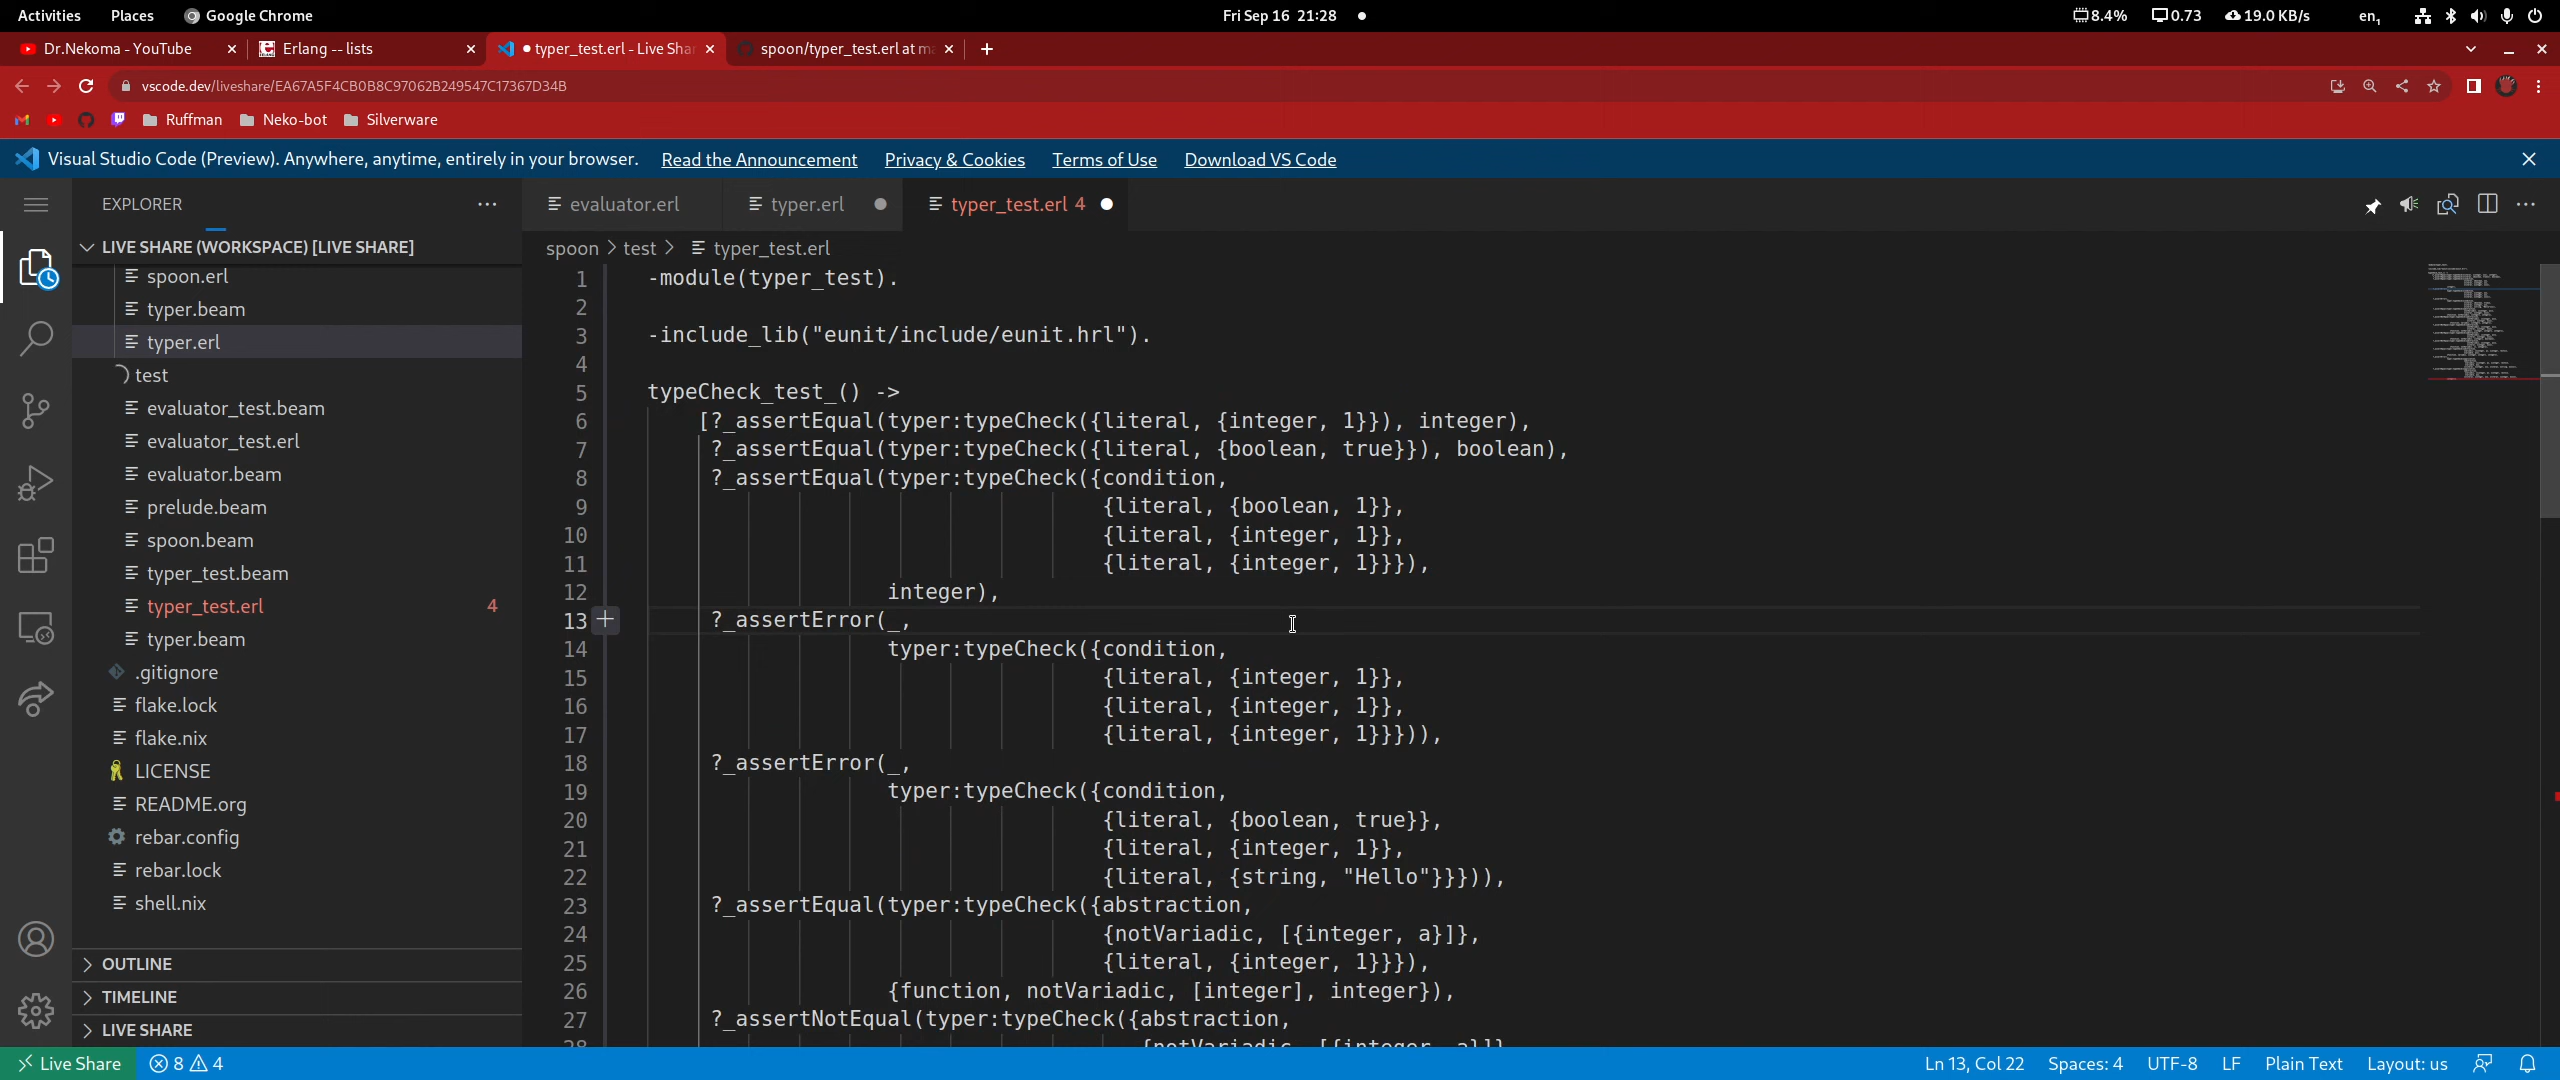 Activities Places Google Chrome Fri Sep 16 21:28 8.4% 0.73 19.0 KB/s en1
Dr.Nekoma - YouTube Erlang -- lists typer_test.erl - Live Sha spoon/typer_test.erl at ma
vscode.dev/liveshare/EA67A5F4CB0B8C97062B249547C17367D34B
Ruffman Neko-bot Silverware
Visual Studio Code (Preview). Anywhere, anytime, entirely in your browser. Read the Announcement Privacy & Cookies Terms of Use Download VS Code
EXPLORER evaluator.erl typer.erl typer_test.erl 4
LIVE SHARE (WORKSPACE) [LIVE SHARE]
spoon > test > typer_test.erl
spoon.erl
typer.beam
typer.erl
test
evaluator_test.beam
evaluator_test.erl
evaluator.beam
prelude.beam
spoon.beam
typer_test.beam
typer_test.erl 4
typer.beam
.gitignore
flake.lock
flake.nix
LICENSE
README.org
rebar.config
rebar.lock
shell.nix
OUTLINE
TIMELINE
LIVE SHARE
1 -module(typer_test).
2
3 -include_lib("eunit/include/eunit.hrl").
4
5 typeCheck_test_() ->
6 [?_assertEqual(typer:typeCheck({literal, {integer, 1}}), integer),
7 ?_assertEqual(typer:typeCheck({literal, {boolean, true}}), boolean),
8 ?_assertEqual(typer:typeCheck({condition,
9 {literal, {boolean, 1}},
10 {literal, {integer, 1}},
11 {literal, {integer, 1}}}),
12 integer),
13 ?_assertError(_,
14 typer:typeCheck({condition,
15 {literal, {integer, 1}},
16 {literal, {integer, 1}},
17 {literal, {integer, 1}}})),
18 ?_assertError(_,
19 typer:typeCheck({condition,
20 {literal, {boolean, true}},
21 {literal, {integer, 1}},
22 {literal, {string, "Hello"}}})),
23 ?_assertEqual(typer:typeCheck({abstraction,
24 {notVariadic, [{integer, a}]},
25 {literal, {integer, 1}}}),
26 {function, notVariadic, [integer], integer}),
27 ?_assertNotEqual(typer:typeCheck({abstraction,
28 {notVariadic, [{integer, a}]}
Live Share 8 4 Ln 13, Col 22 Spaces: 4 UTF-8 LF Plain Text Layout: us